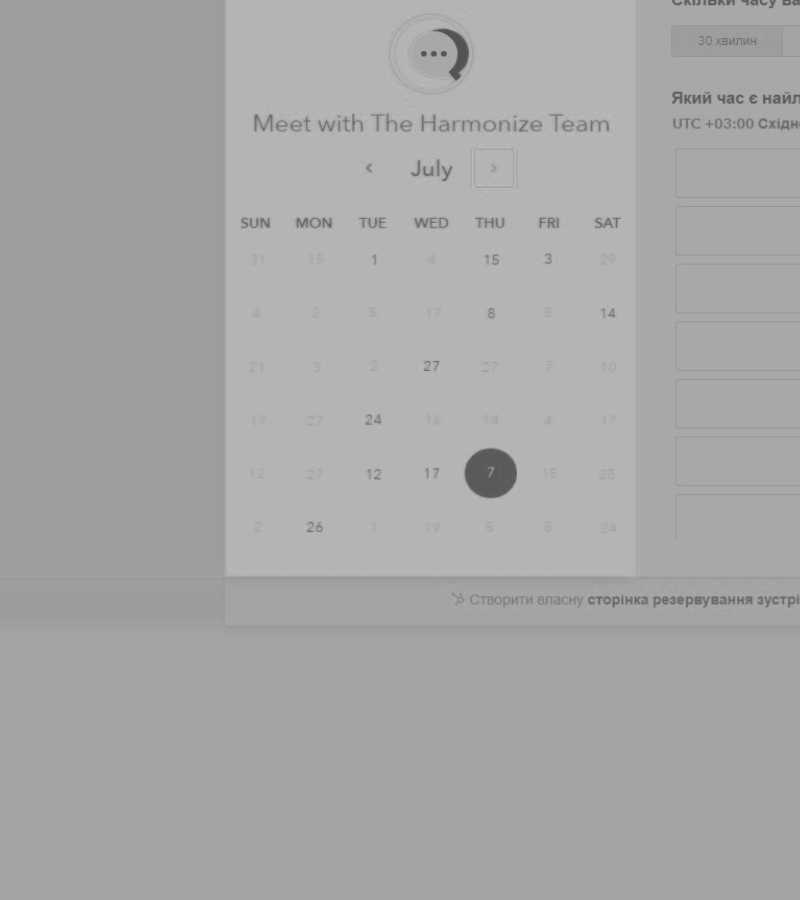 Скільки часу ва
30 хвилин
Meet with The Harmonize Team
Який час є найл
UTC +03:00 Східн
July
SUN MON TUE WED THU FRI SAT
31 15 1 4 15 3 29
4 2 5 17 8 5 14
21 3 2 27 27 7 10
17 27 24 16 14 4 17
12 27 12 17 7 15 28
2 26 1 19 5 5 24
Створити власну сторінка резервування зустрі